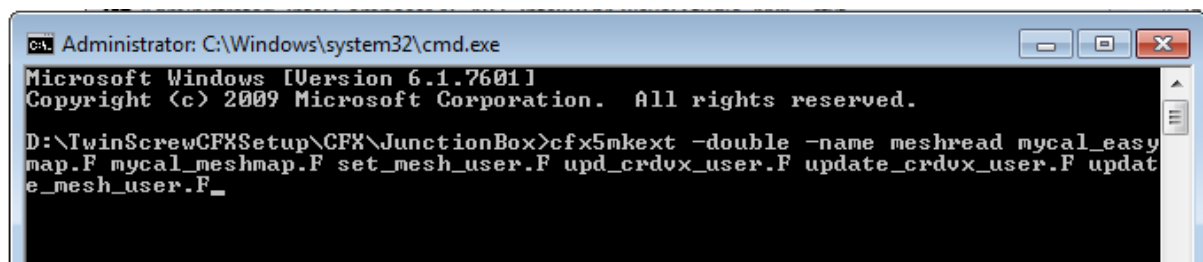 Administrator: C:\Windows\system32\cmd.exe
Microsoft Windows [Version 6.1.7601]
Copyright (c) 2009 Microsoft Corporation.  All rights reserved.
D:\TwinScrewCFXSetup\CFX\JunctionBox>cfx5mkext -double -name meshread mycal_easy
map.F mycal_meshmap.F set_mesh_user.F upd_crdvx_user.F update_crdvx_user.F updat
e_mesh_user.F_